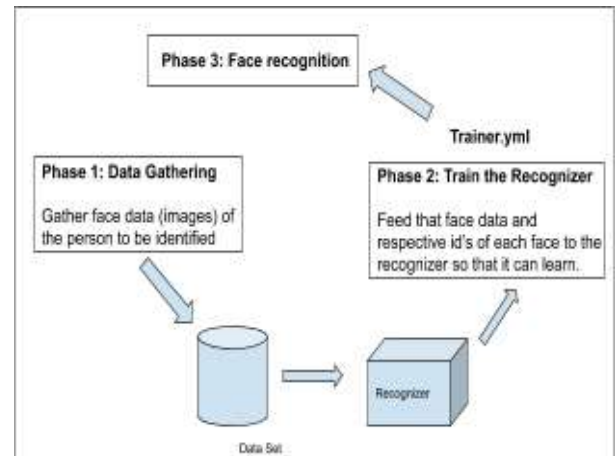 Phase 3: Face recognition
Trainer.yml
Phase 1: Data Gathering
Gather face data (images) of
the person to be identified
Phase 2: Train the Recognizer
Feed that face data and
respective id's of each face to the
recognizer so that it can learn.
Recognizer
Data Set